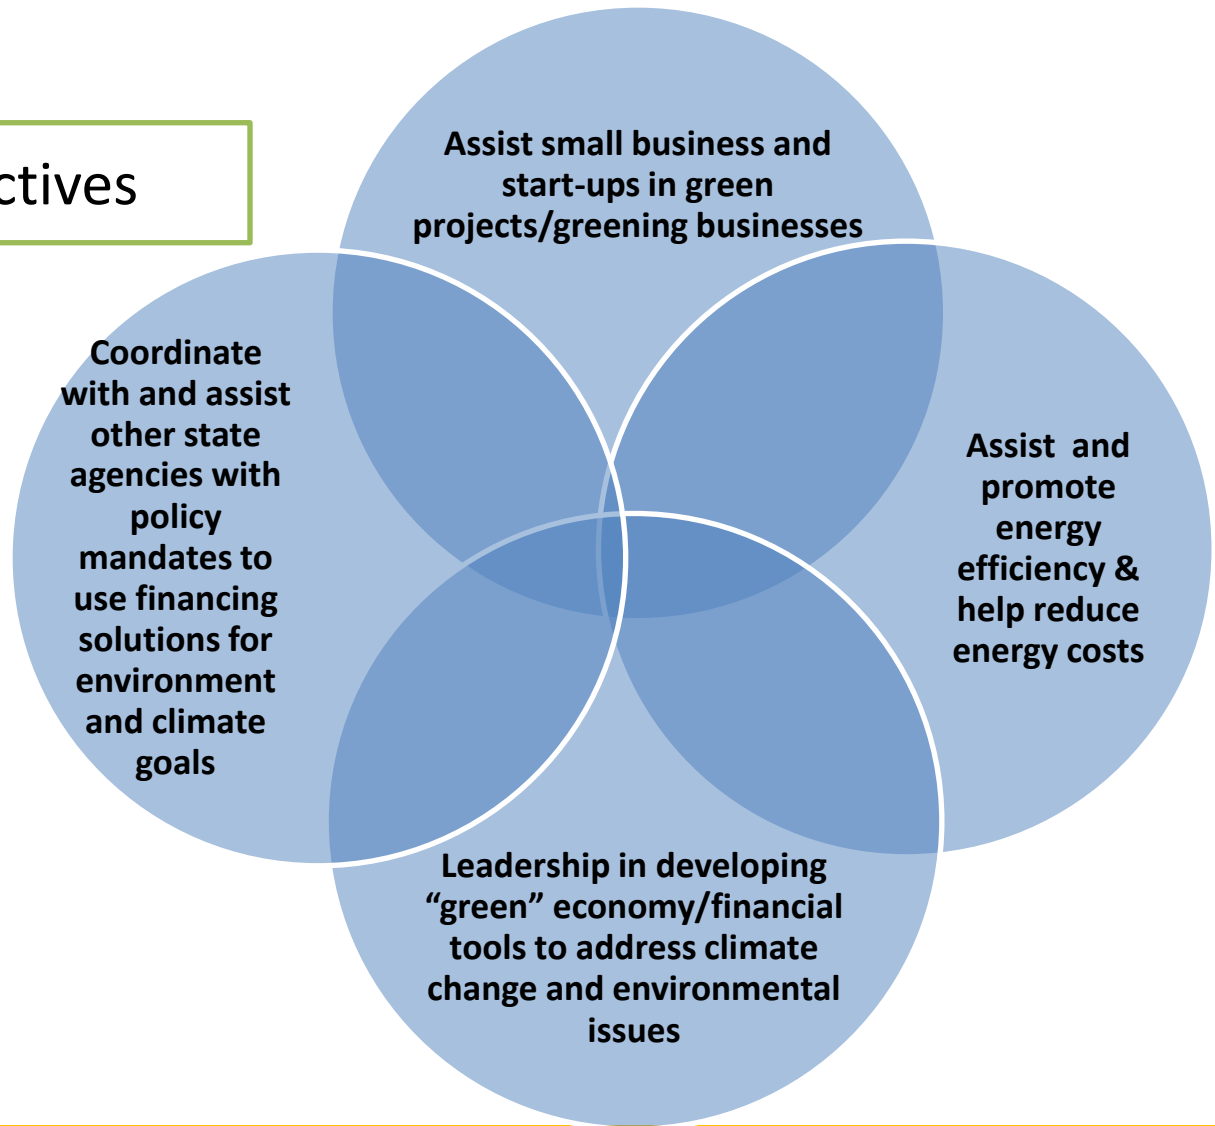 ctives
Assist small business and
start-ups in green
projects/greening businesses
Coordinate
with and assist
other state
agencies with
policy
mandates to
use financing
solutions for
environment
and climate
goals
Assist  and
promote
energy
efficiency &
help reduce
energy costs
Leadership in developing
“green” economy/financial
tools to address climate
change and environmental
issues